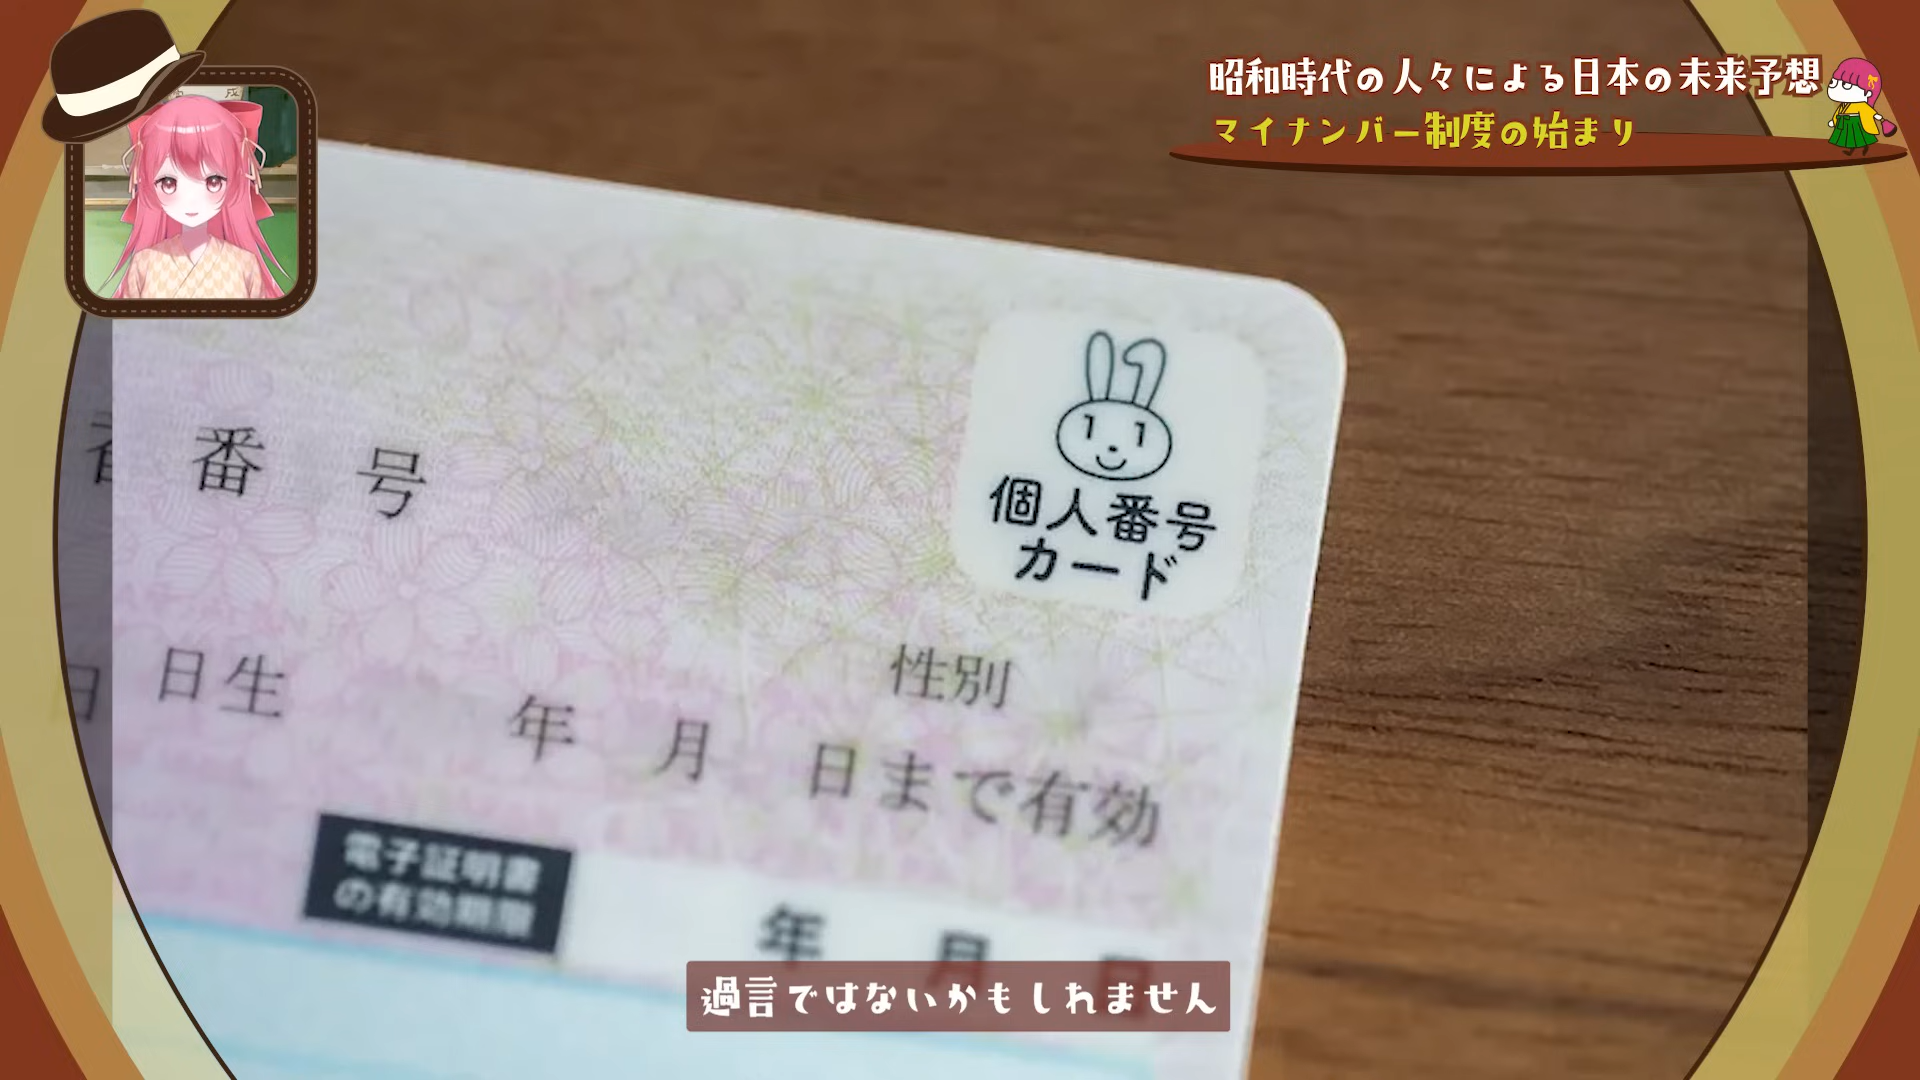 昭和時代の人々による日本の未来予想
マイナンバー制度の始まり
番号
個人番号
カード
性別
日生 年 月 日まで有効
電子証明書
の有効期限
年 月 日
過言ではないかもしれません